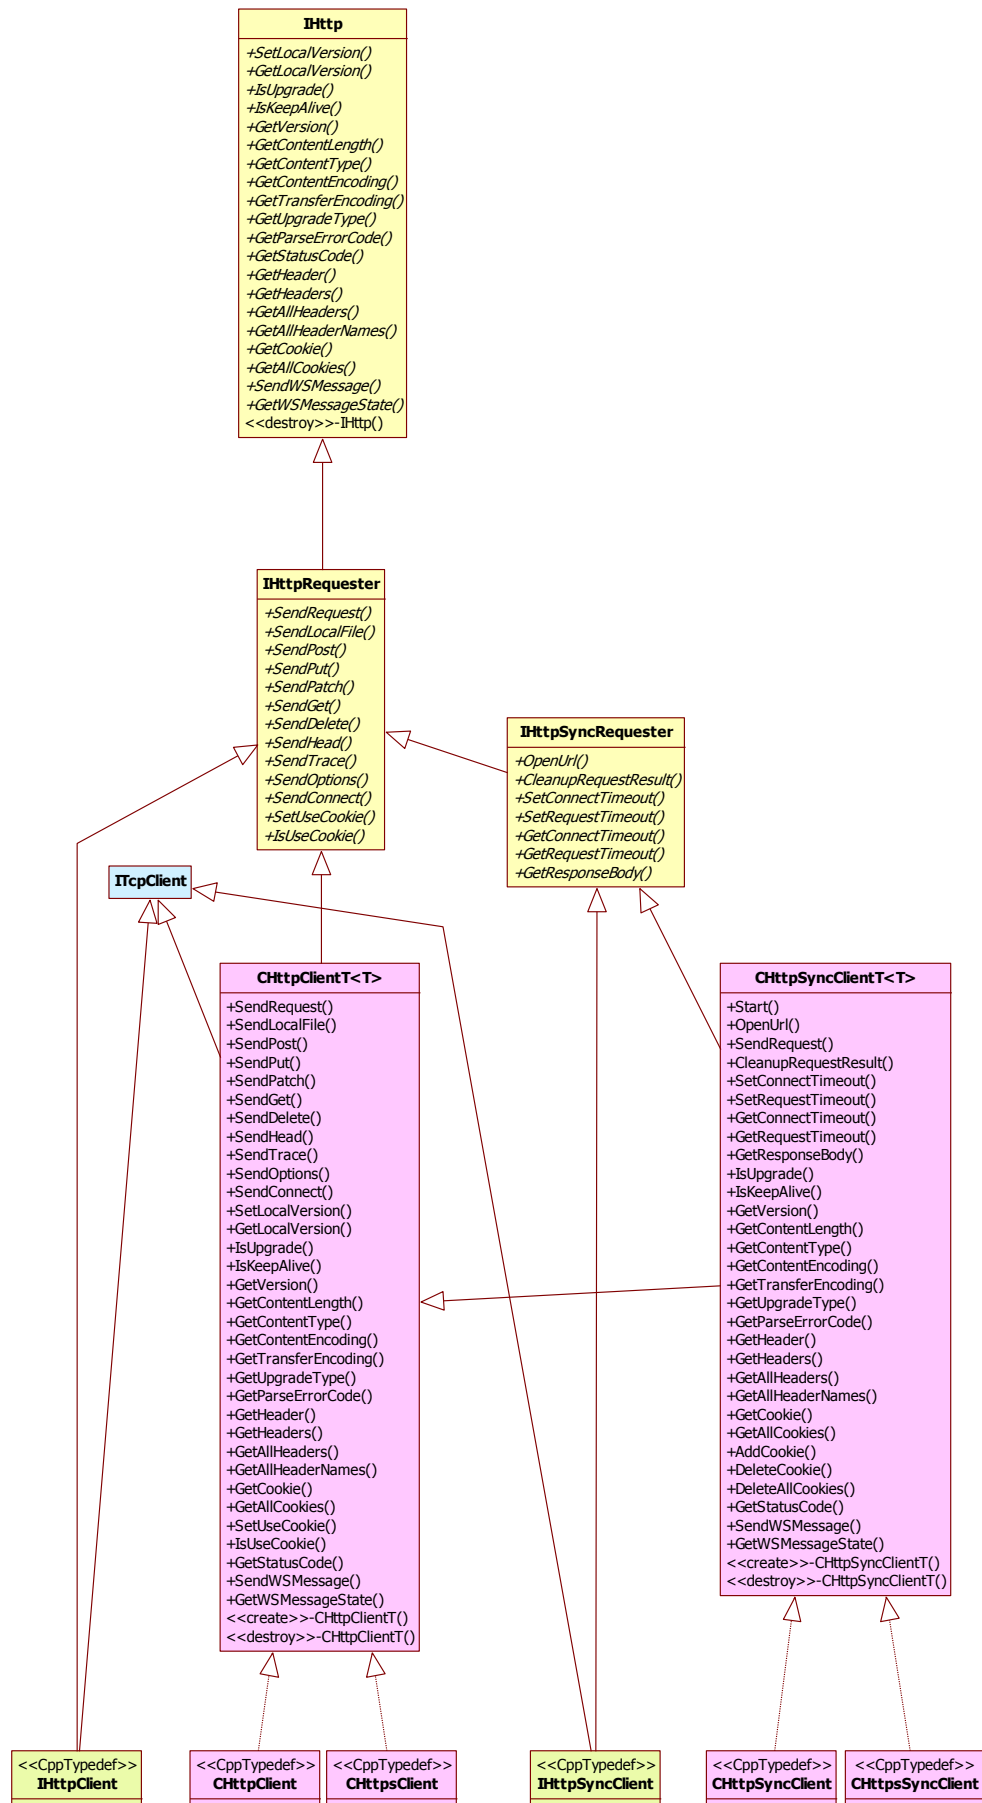 IHttp
+SetLocalVersion()
+GetLocalVersion()
+IsUpgrade()
+IsKeepAlive()
+GetVersion()
+GetContentLength()
+GetContentType()
+GetContentEncoding()
+GetTransferEncoding()
+GetUpgradeType()
+GetParseErrorCode()
+GetStatusCode()
+GetHeader()
+GetHeaders()
+GetAllHeaders()
+GetAllHeaderNames()
+GetCookie()
+GetAllCookies()
+SendWSMessage()
+GetWSMessageState()
<<destroy>>-IHttp()
IHttpRequester
+SendRequest()
+SendLocalFile()
+SendPost()
+SendPut()
+SendPatch()
+SendGet()
+SendDelete()
+SendHead()
+SendTrace()
+SendOptions()
+SendConnect()
+SetUseCookie()
+IsUseCookie()
IHttpSyncRequester
+OpenUrl()
+CleanupRequestResult()
+SetConnectTimeout()
+SetRequestTimeout()
+GetConnectTimeout()
+GetRequestTimeout()
+GetResponseBody()
ITcpClient
CHttpClientT<T>
+SendRequest()
+SendLocalFile()
+SendPost()
+SendPut()
+SendPatch()
+SendGet()
+SendDelete()
+SendHead()
+SendTrace()
+SendOptions()
+SendConnect()
+SetLocalVersion()
+GetLocalVersion()
+IsUpgrade()
+IsKeepAlive()
+GetVersion()
+GetContentLength()
+GetContentType()
+GetContentEncoding()
+GetTransferEncoding()
+GetUpgradeType()
+GetParseErrorCode()
+GetHeader()
+GetHeaders()
+GetAllHeaders()
+GetAllHeaderNames()
+GetCookie()
+GetAllCookies()
+SetUseCookie()
+IsUseCookie()
+GetStatusCode()
+SendWSMessage()
+GetWSMessageState()
<<create>>-CHttpClientT()
<<destroy>>-CHttpClientT()
CHttpSyncClientT<T>
+Start()
+OpenUrl()
+SendRequest()
+CleanupRequestResult()
+SetConnectTimeout()
+SetRequestTimeout()
+GetConnectTimeout()
+GetRequestTimeout()
+GetResponseBody()
+IsUpgrade()
+IsKeepAlive()
+GetVersion()
+GetContentLength()
+GetContentType()
+GetContentEncoding()
+GetTransferEncoding()
+GetUpgradeType()
+GetParseErrorCode()
+GetHeader()
+GetHeaders()
+GetAllHeaders()
+GetAllHeaderNames()
+GetCookie()
+GetAllCookies()
+AddCookie()
+DeleteCookie()
+DeleteAllCookies()
+GetStatusCode()
+SendWSMessage()
+GetWSMessageState()
<<create>>-CHttpSyncClientT()
<<destroy>>-CHttpSyncClientT()
<<CppTypedef>>
IHttpClient
<<CppTypedef>>
CHttpClient
<<CppTypedef>>
CHttpsClient
<<CppTypedef>>
IHttpSyncClient
<<CppTypedef>>
CHttpSyncClient
<<CppTypedef>>
CHttpsSyncClient